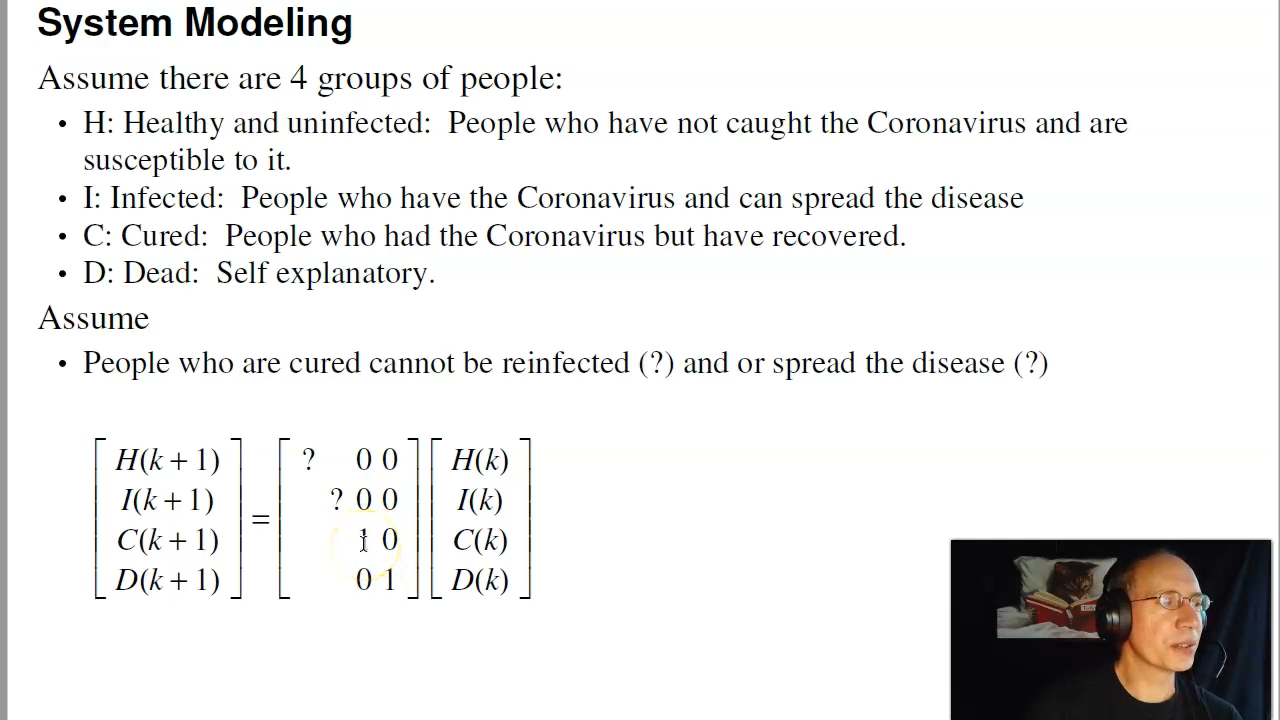 System Modeling
Assume there are 4 groups of people:
• H: Healthy and uninfected: People who have not caught the Coronavirus and are
susceptible to it.
• I: Infected: People who have the Coronavirus and can spread the disease
• C: Cured: People who had the Coronavirus but have recovered.
• D: Dead: Self explanatory.
Assume
• People who are cured cannot be reinfected (?) and or spread the disease (?)
H(k + 1) ? 0 0 H(k)
I(k + 1) ? 0 0 I(k)
=
C(k + 1) 1 0 C(k)
D(k + 1) 0 1 D(k)